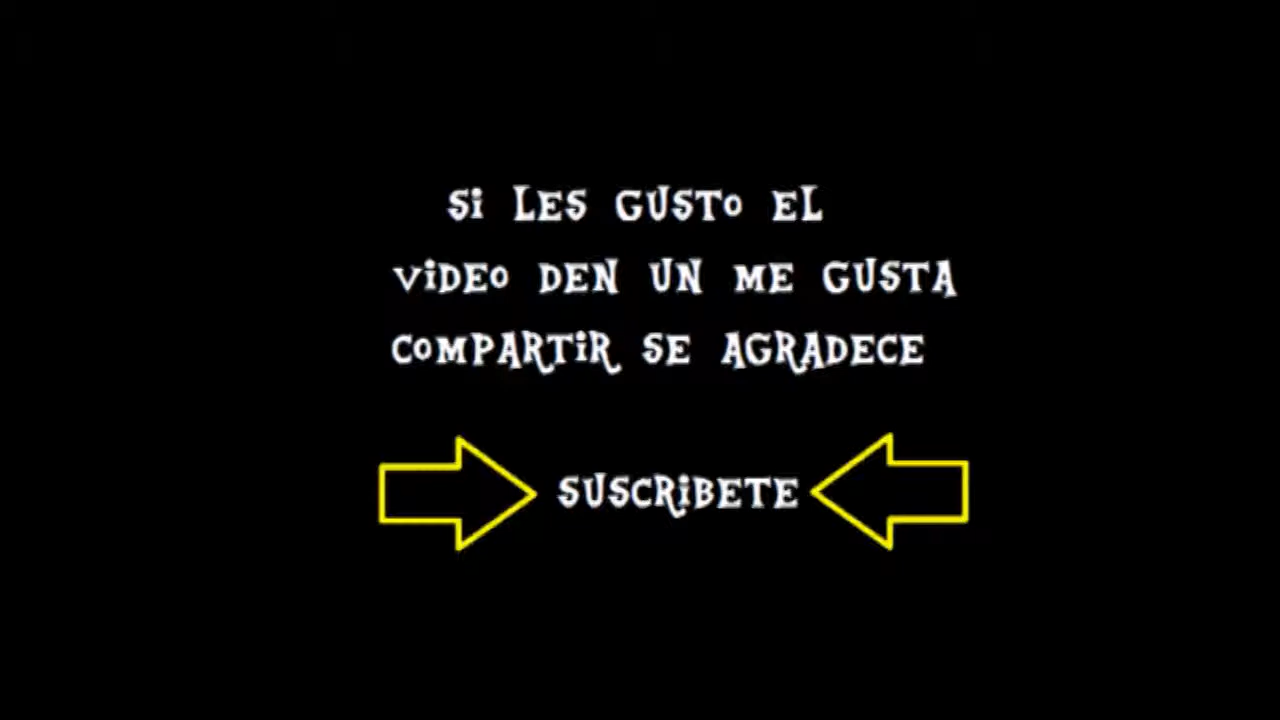 Si LES GUSTo EL
ViDEo DEN UN ME GUSTA
CoMPARTiR SE AGRADECE
SUSCRiBETE